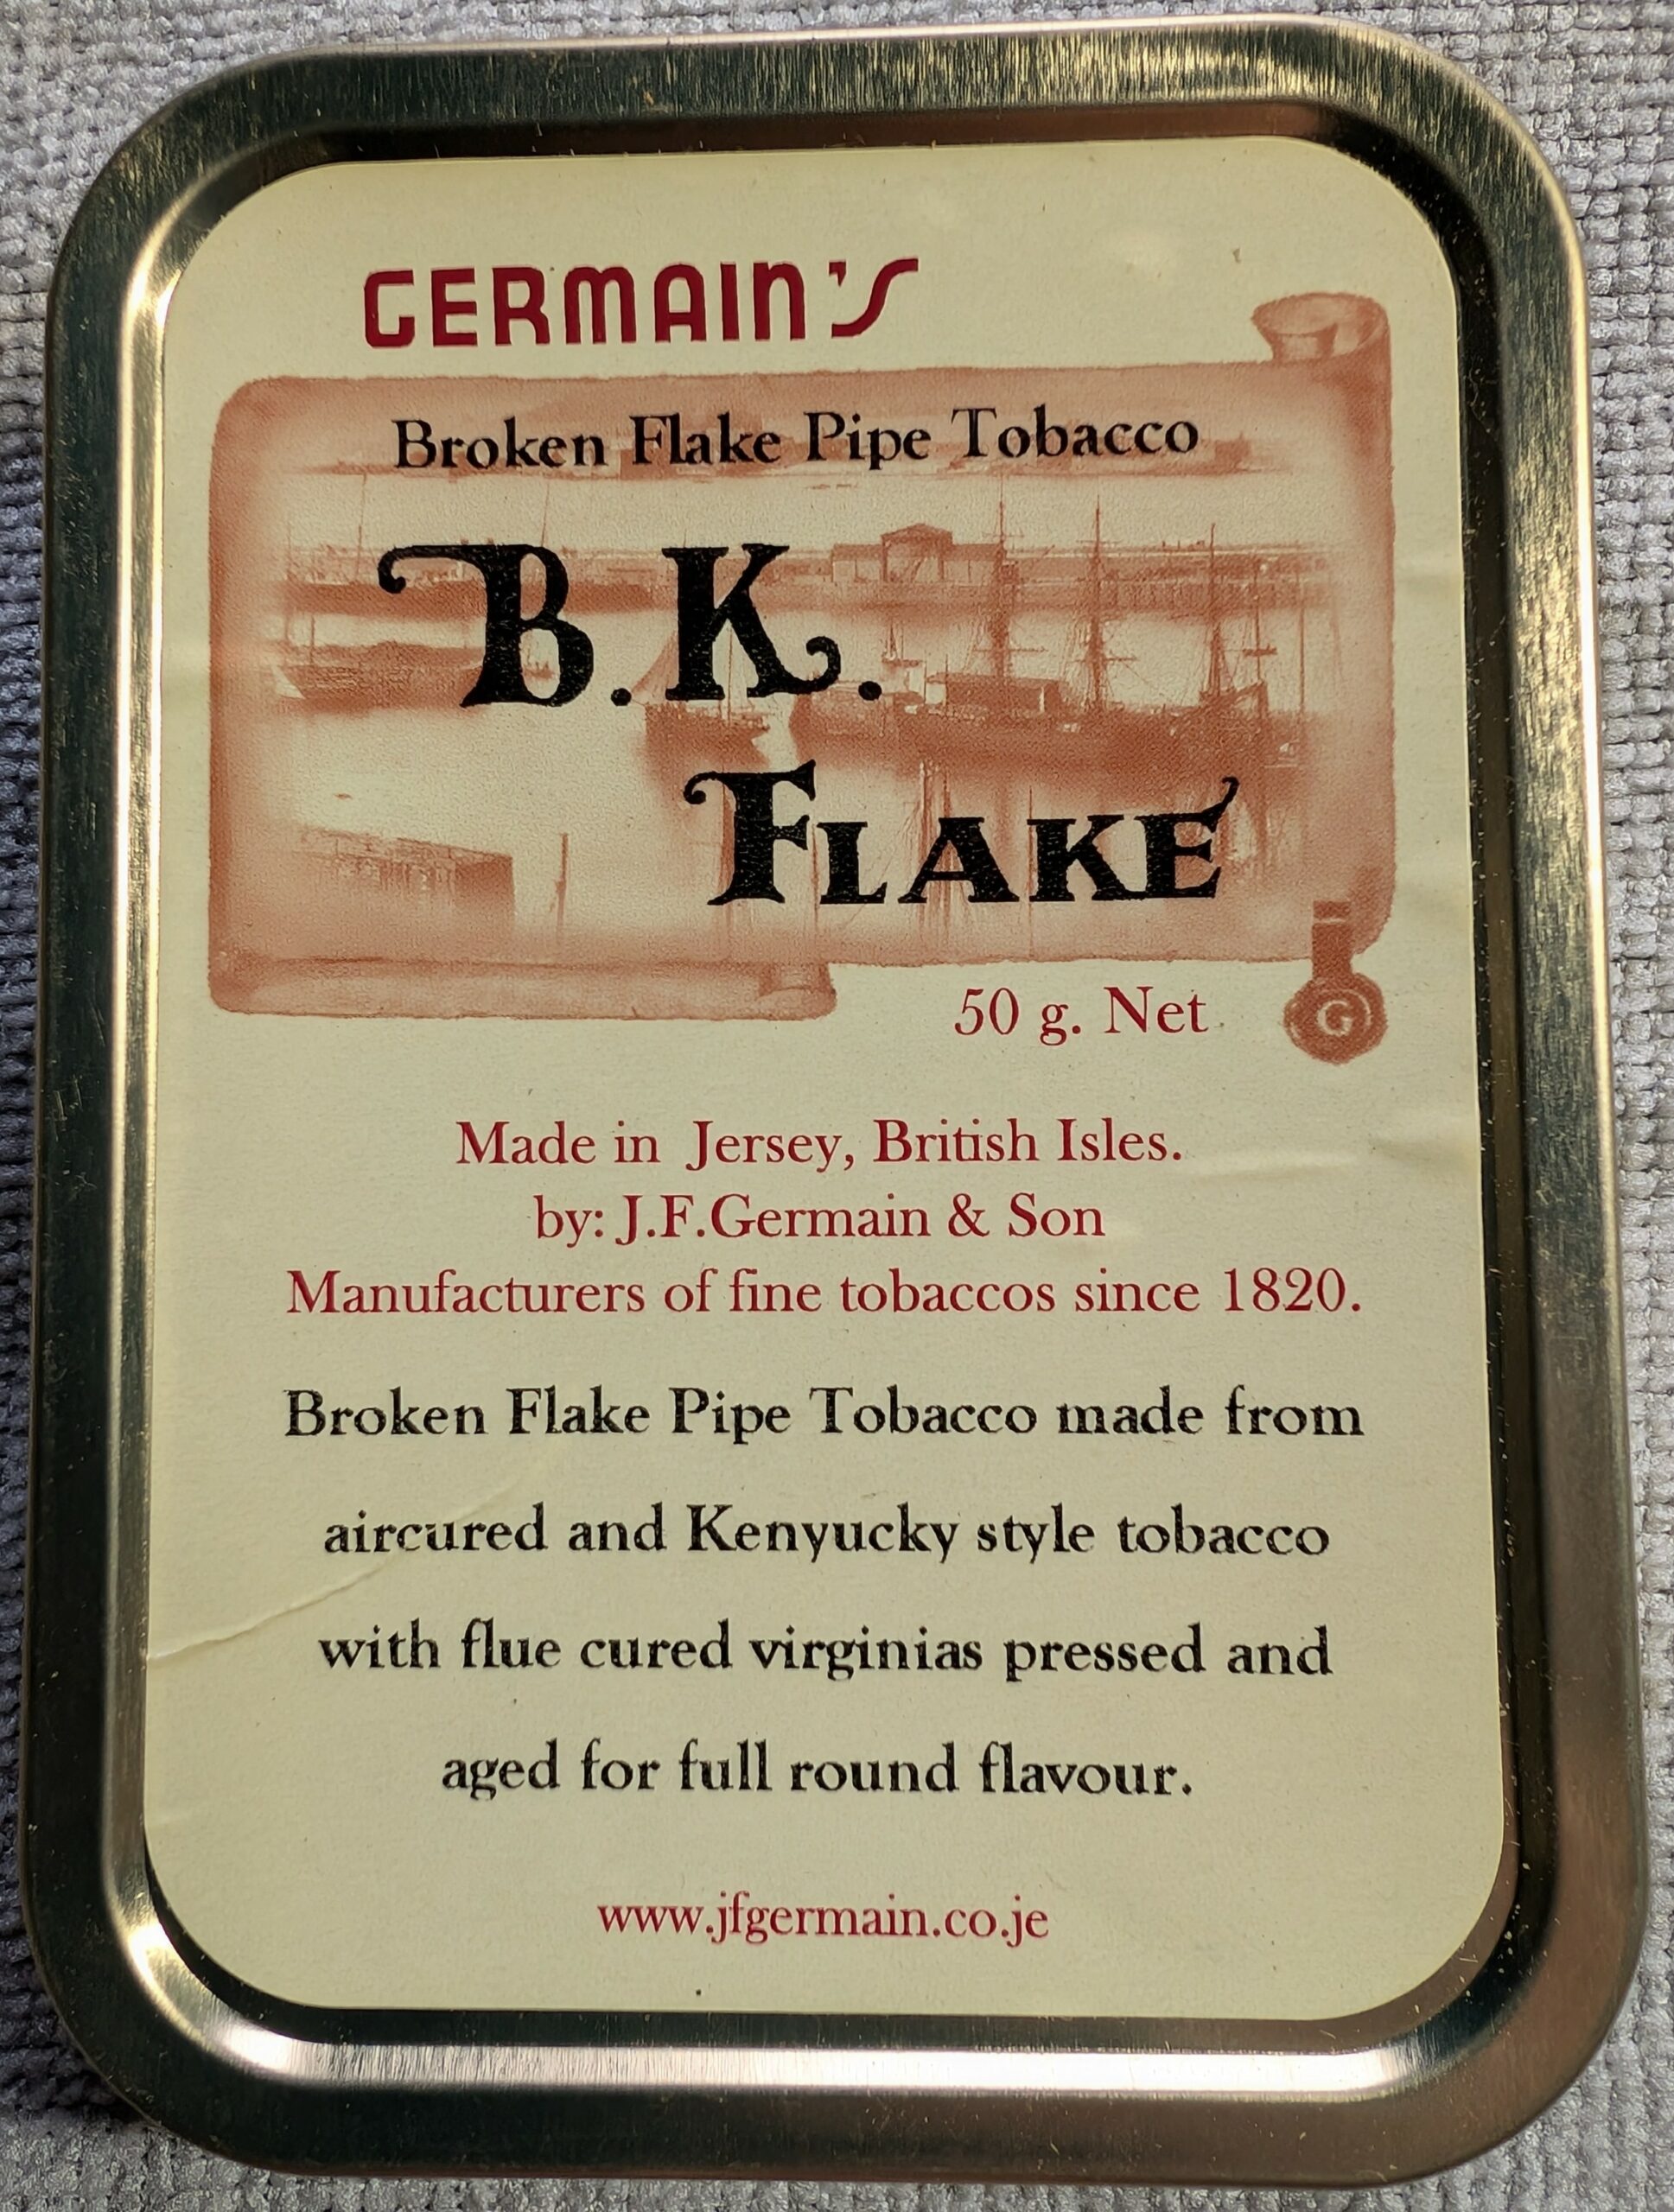 GERMAIN'S
Broken Flake Pipe Tobacco
B.K.
FLAKE
50 g. Net
G
Made in Jersey, British Isles.
by: J.F.Germain & Son
Manufacturers of fine tobaccos since 1820.
Broken Flake Pipe Tobacco made from
aircured and Kenyucky style tobacco
with flue cured virginias pressed and
aged for full round flavour.
www.jfgermain.co.je